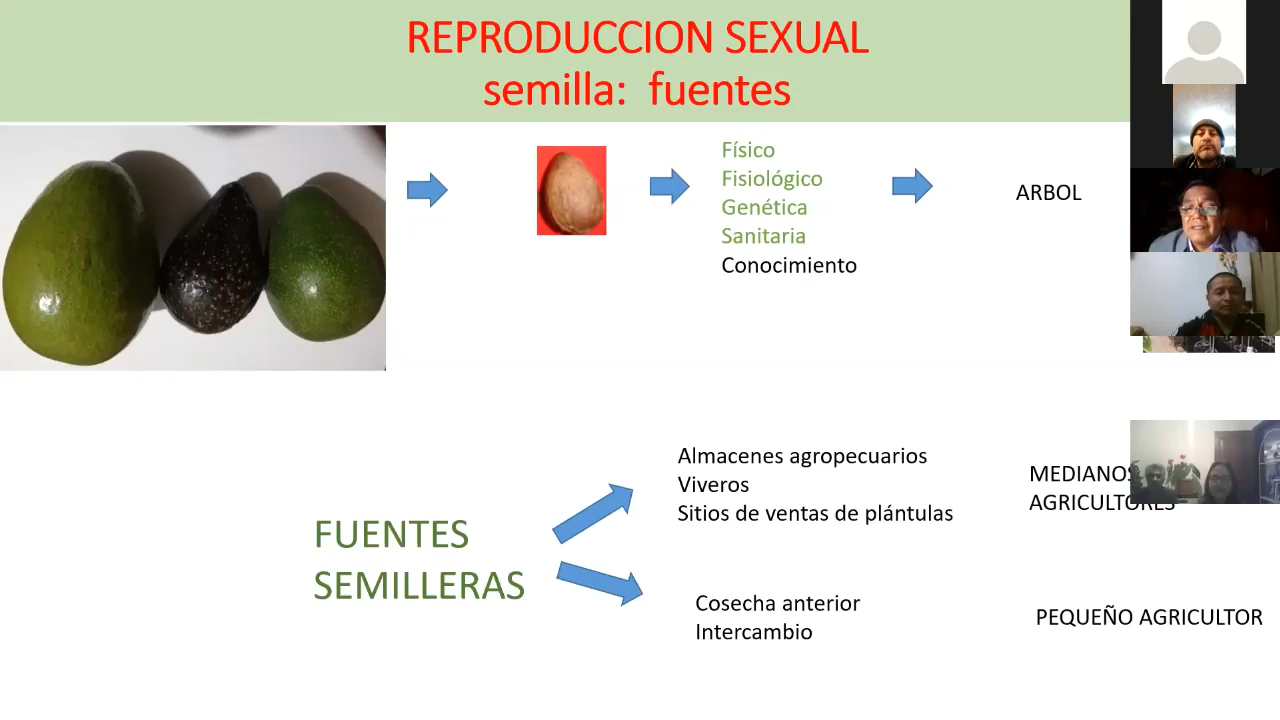 REPRODUCCION SEXUAL
semilla: fuentes
Físico
Fisiológico
Genética
Sanitaria
Conocimiento
ARBOL
FUENTES
SEMILLERAS
Almacenes agropecuarios
Viveros
Sitios de ventas de plántulas
MEDIANOS
AGRICULTORES
Cosecha anterior
Intercambio
PEQUEÑO AGRICULTOR